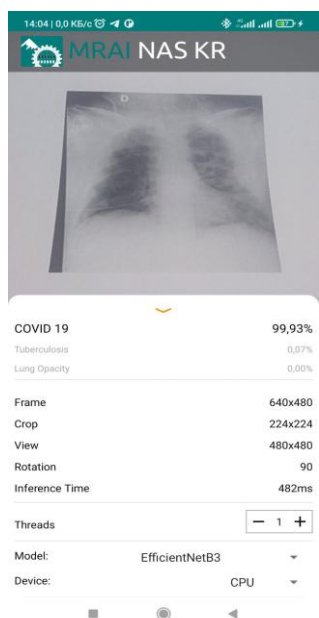 14:04 | 0,0 КБ/с
MRAI NAS KR
D
COVID 19 99,93%
Tuberculosis 0,07%
Lung Opacity 0,00%
Frame 640x480
Crop 224x224
View 480x480
Rotation 90
Inference Time 482ms
Threads − 1 +
Model: EfficientNetB3
Device: CPU